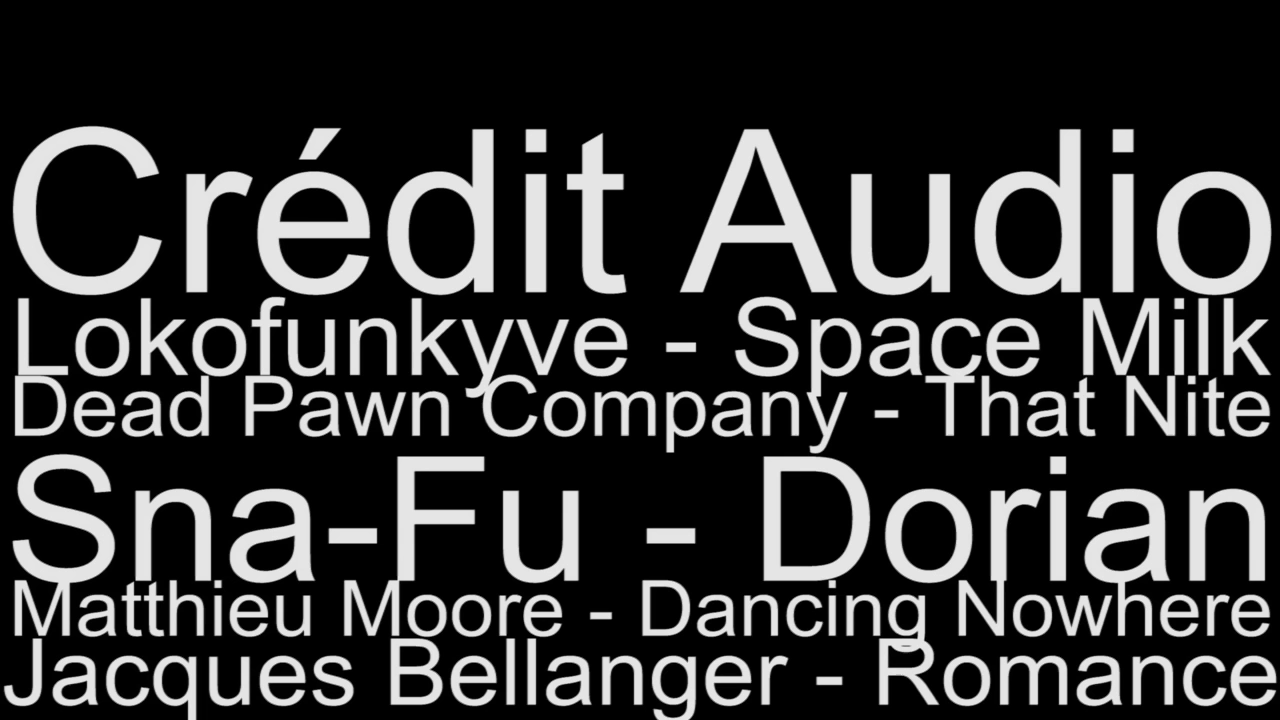 Crédit Audio
Lokofunkyve - Space Milk
Dead Pawn Company - That Nite
Sna-Fu - Dorian
Matthieu Moore - Dancing Nowhere
Jacques Bellanger - Romance